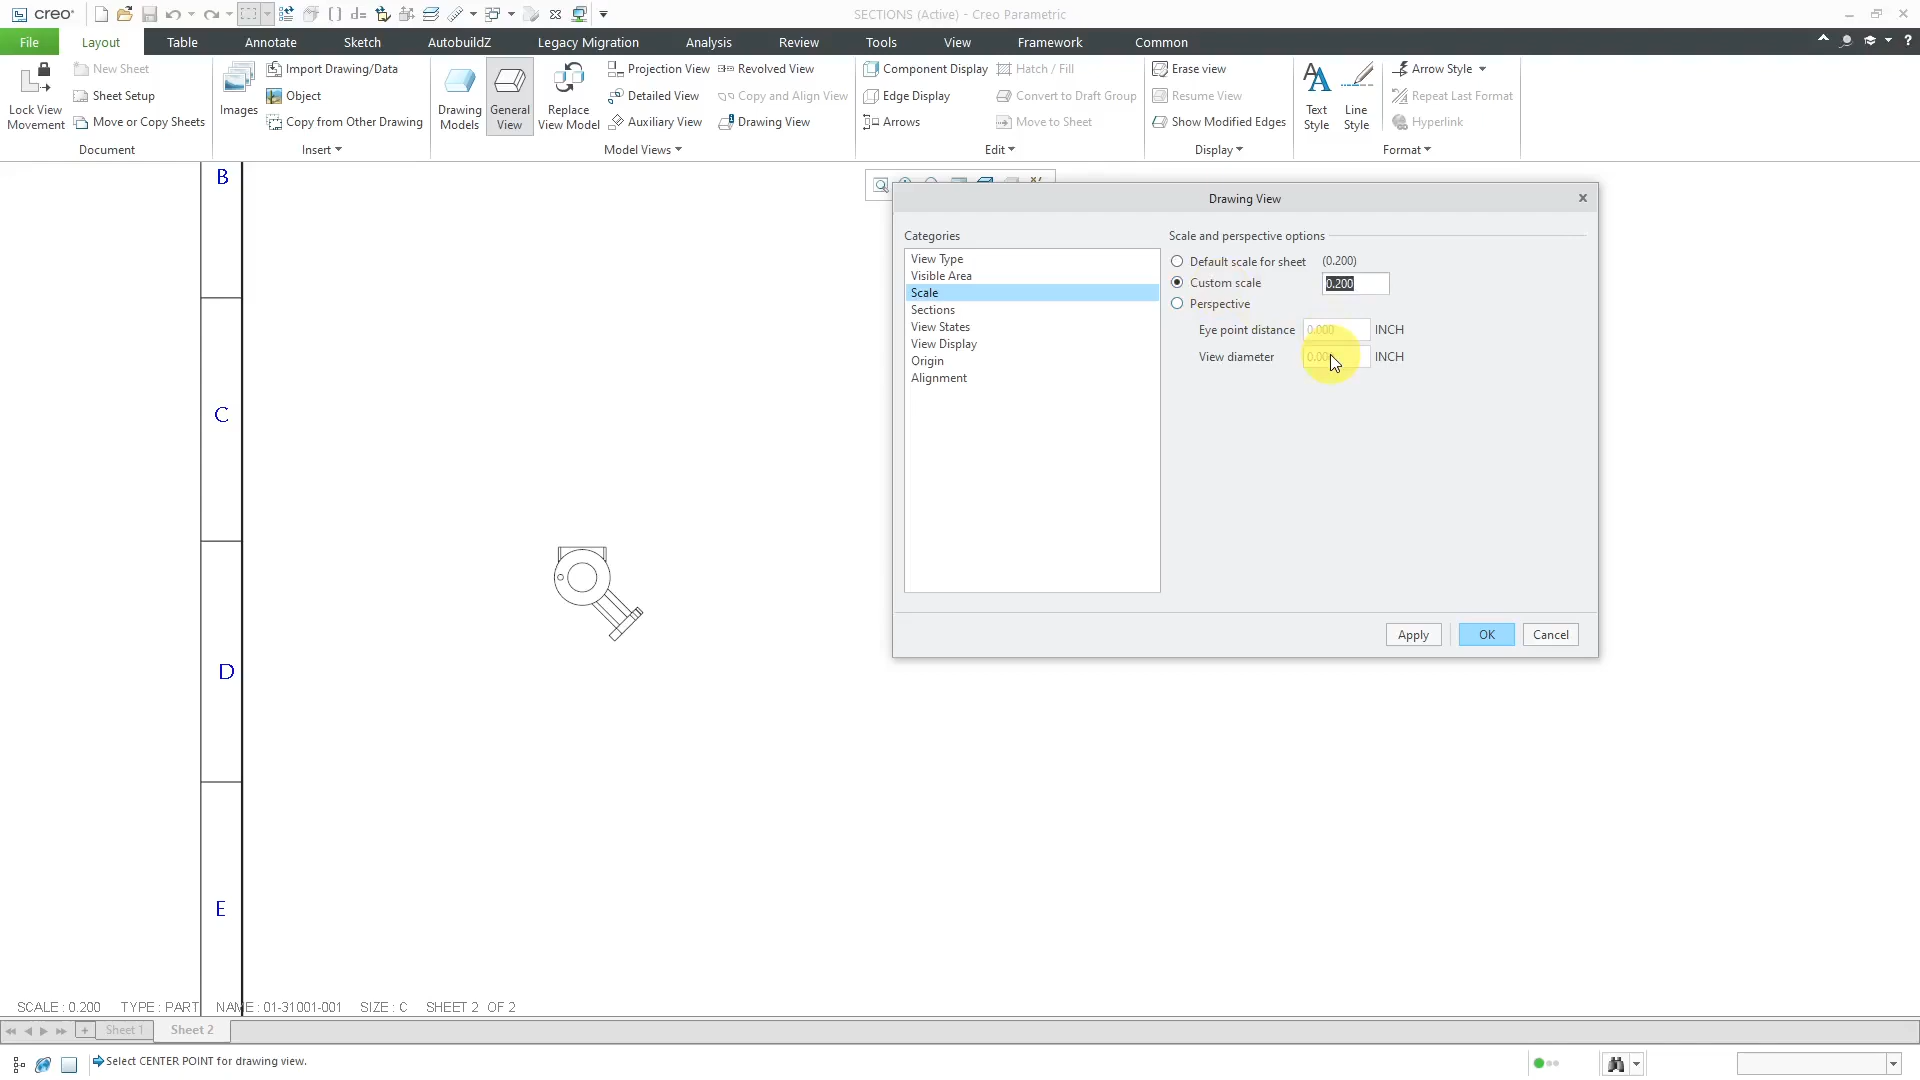 creo
SECTIONS (Active) - Creo Parametric
File Layout Table Annotate Sketch AutobuildZ Legacy Migration Analysis Review Tools View Framework Common
Lock View Movement
New Sheet
Sheet Setup
Move or Copy Sheets
Document
Images
Import Drawing/Data
Object
Copy from Other Drawing
Insert
Drawing Models
General View
Replace View Model
Projection View
Detailed View
Auxiliary View
Revolved View
Copy and Align View
Drawing View
Model Views
Component Display
Edge Display
Arrows
Hatch / Fill
Convert to Draft Group
Move to Sheet
Edit
Erase view
Resume View
Show Modified Edges
Display
Text Style
Line Style
Arrow Style
Repeat Last Format
Hyperlink
Format
B
C
D
E
Drawing View
Categories
View Type
Visible Area
Scale
Sections
View States
View Display
Origin
Alignment
Scale and perspective options
Default scale for sheet (0.200)
Custom scale 0.200
Perspective
Eye point distance 0.000 INCH
View diameter 0.00 INCH
Apply OK Cancel
SCALE : 0.200 TYPE : PART NAME : 01-31001-001 SIZE : C SHEET 2 OF 2
Sheet 1 Sheet 2
Select CENTER POINT for drawing view.